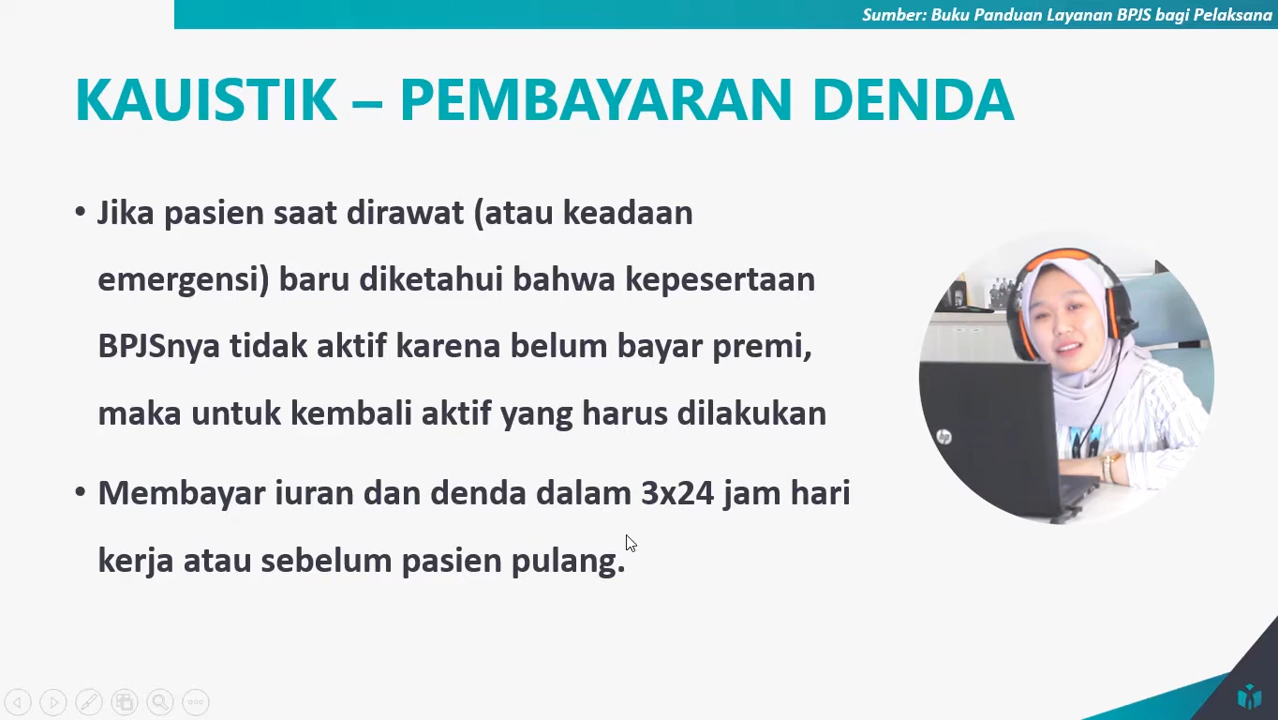 Sumber: Buku Panduan Layanan BPJS bagi Pelaksana
KAUISTIK – PEMBAYARAN DENDA
• Jika pasien saat dirawat (atau keadaan
emergensi) baru diketahui bahwa kepesertaan
BPJSnya tidak aktif karena belum bayar premi,
maka untuk kembali aktif yang harus dilakukan
• Membayar iuran dan denda dalam 3x24 jam hari
kerja atau sebelum pasien pulang.
hp